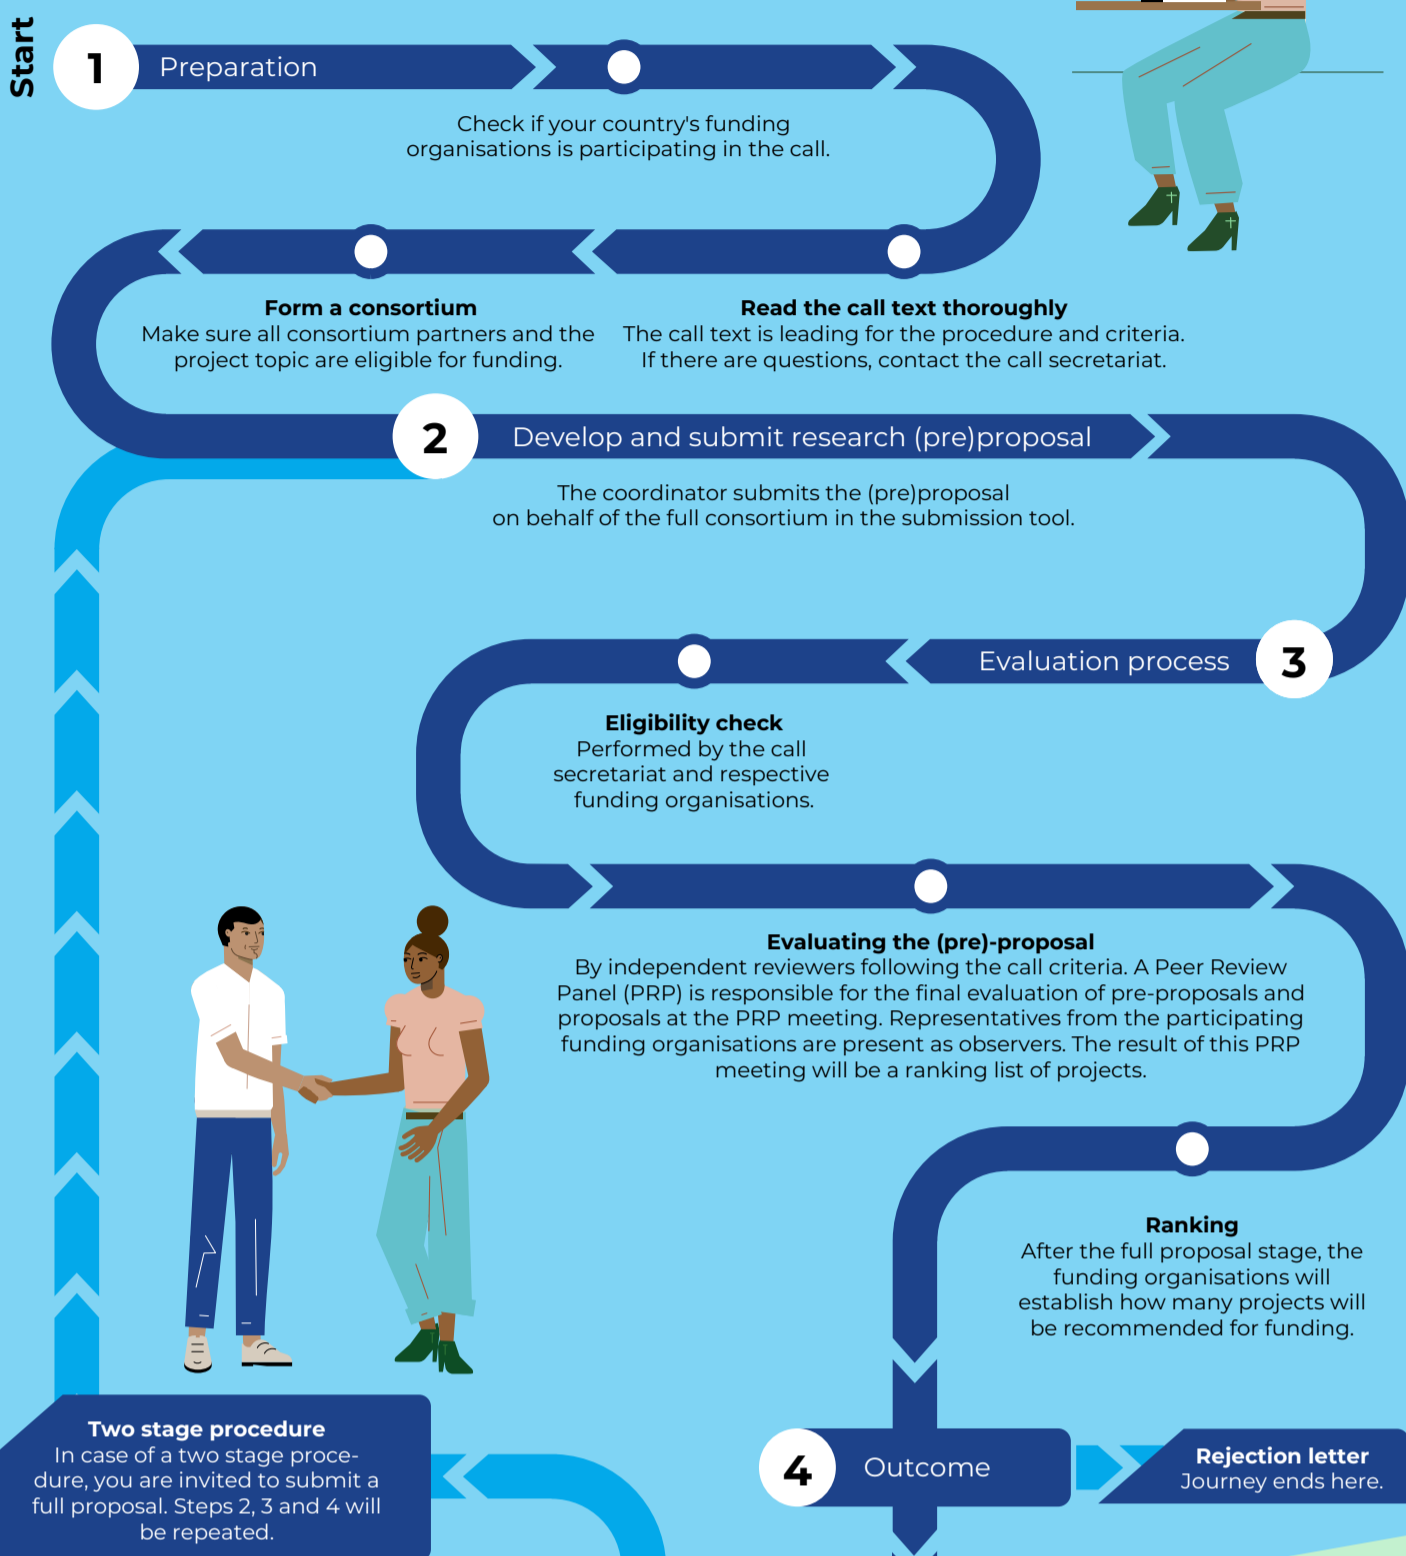 Start
1
Preparation
Check if your country's funding
organisations is participating in the call.
Read the call text thoroughly
The call text is leading for the procedure and criteria.
If there are questions, contact the call secretariat.
Form a consortium
Make sure all consortium partners and the
project topic are eligible for funding.
2
Develop and submit research (pre)proposal
The coordinator submits the (pre)proposal
on behalf of the full consortium in the submission tool.
3
Evaluation process
Eligibility check
Performed by the call
secretariat and respective
funding organisations.
Evaluating the (pre)-proposal
By independent reviewers following the call criteria. A Peer Review
Panel (PRP) is responsible for the final evaluation of pre-proposals and
proposals at the PRP meeting. Representatives from the participating
funding organisations are present as observers. The result of this PRP
meeting will be a ranking list of projects.
Ranking
After the full proposal stage, the
funding organisations will
establish how many projects will
be recommended for funding.
4
Outcome
Rejection letter
Journey ends here.
Two stage procedure
In case of a two stage proce-
dure, you are invited to submit a
full proposal. Steps 2, 3 and 4 will
be repeated.